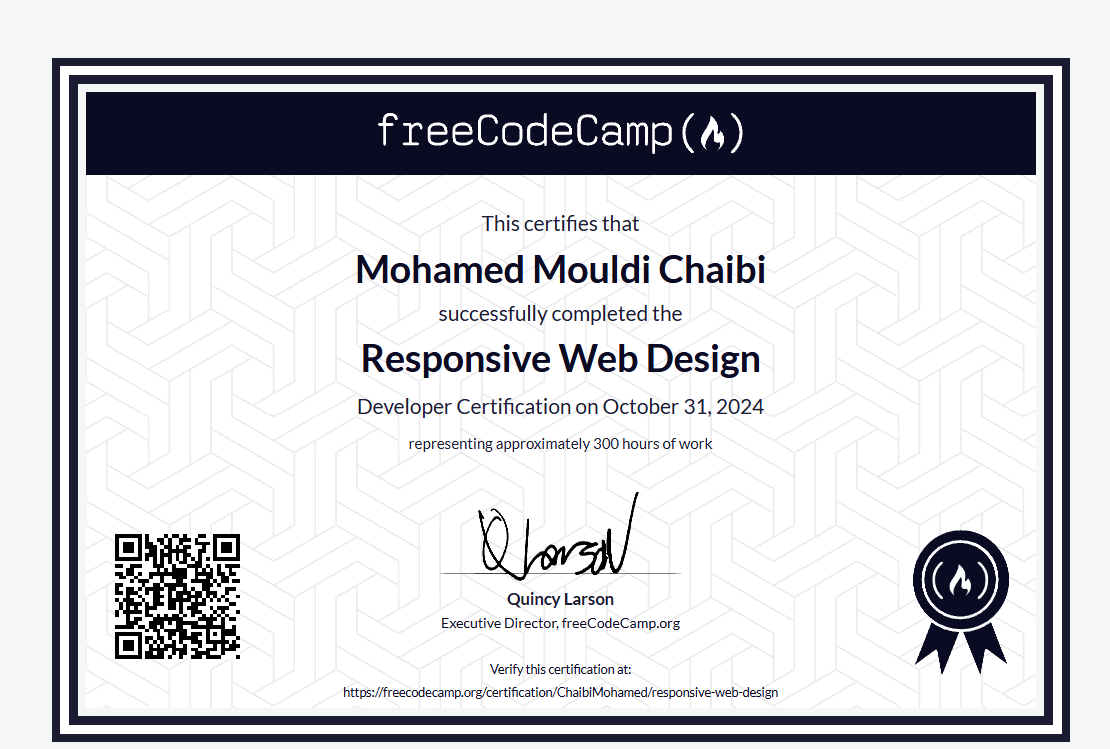 freeCodeCamp
This certifies that
Mohamed Mouldi Chaibi
successfully completed the
Responsive Web Design
Developer Certification on October 31, 2024
representing approximately 300 hours of work
Quincy Larson
Executive Director, freeCodeCamp.org
Verify this certification at:
https://freecodecamp.org/certification/ChaibiMohamed/responsive-web-design